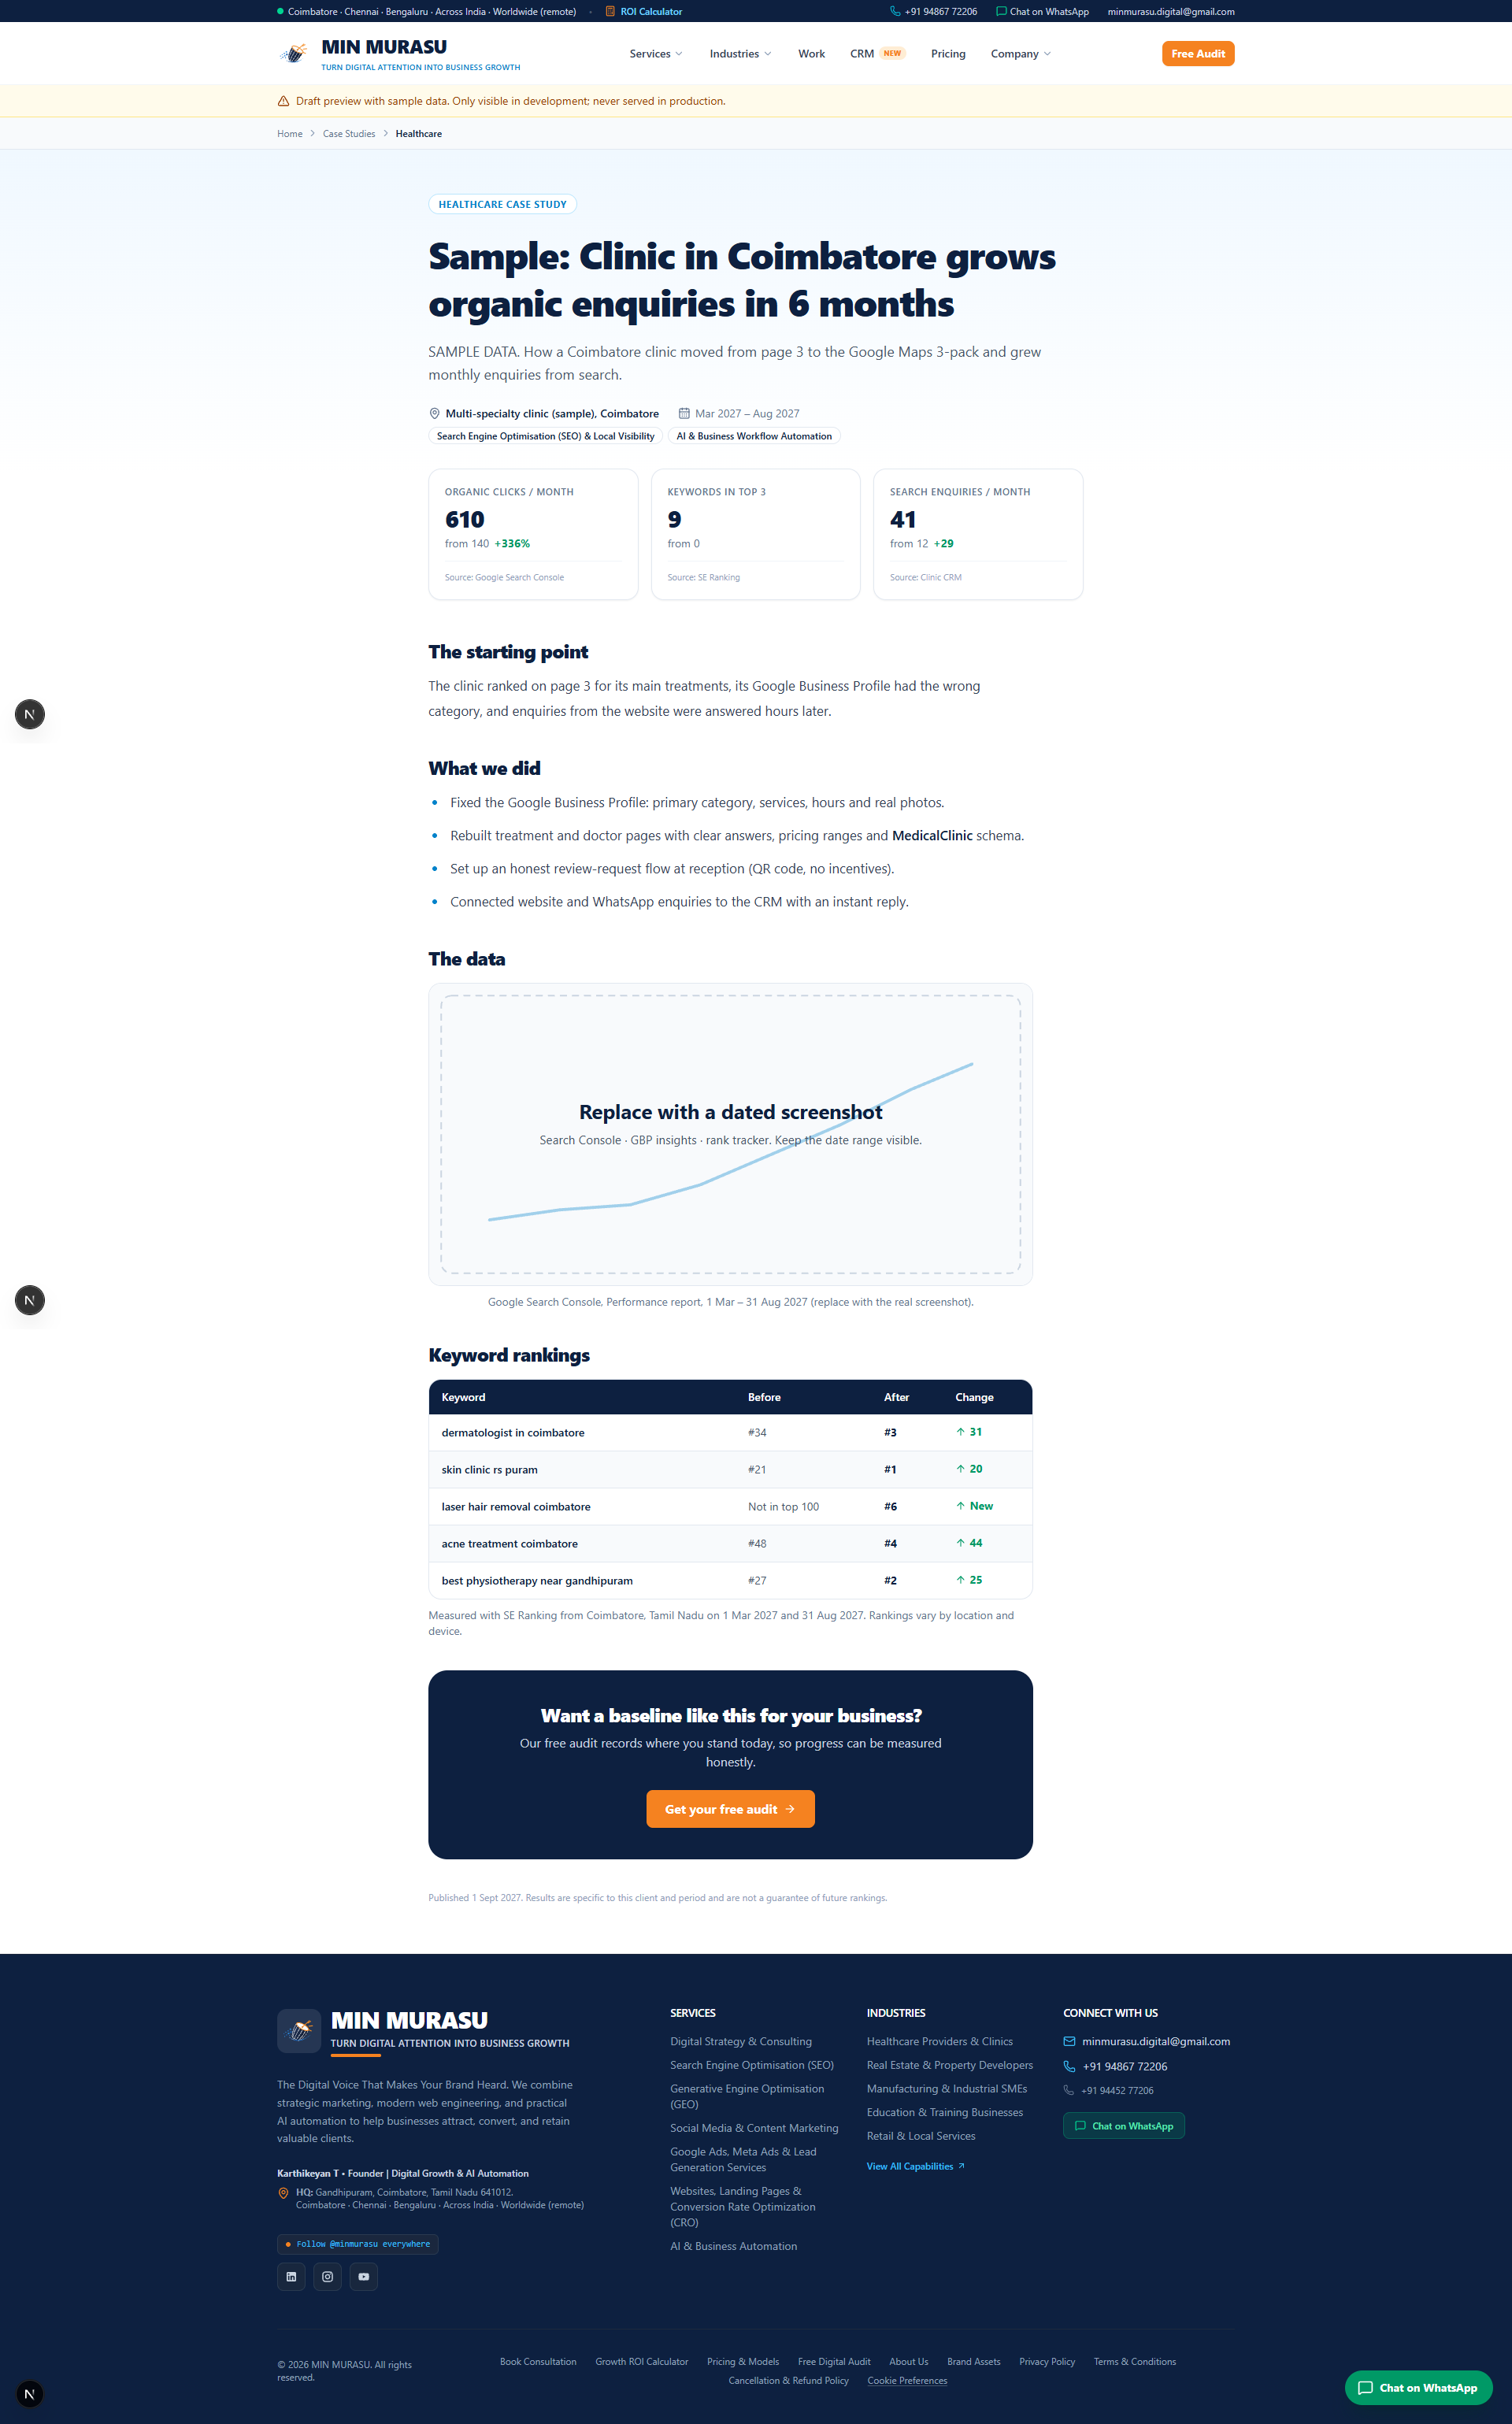 Coimbatore · Chennai · Bengaluru · Across India · Worldwide (remote)
ROI Calculator
+91 94867 77206
Chat on WhatsApp
minmurasu.digital@gmail.com
MIN MURASU
TURN DIGITAL ATTENTION INTO BUSINESS GROWTH
Services
Industries
Work
CRM NEW
Pricing
Company
Free Audit
Draft preview with sample data. Only visible in development; never served in production.
Home > Case Studies > Healthcare
HEALTHCARE CASE STUDY
Sample: Clinic in Coimbatore grows
organic enquiries in 6 months
SAMPLE DATA. How a Coimbatore clinic moved from page 3 to the Google Maps 3-pack and grew
monthly enquiries from search.
Multi-specialty clinic (sample), Coimbatore
Mar 2027 – Aug 2027
Search Engine Optimisation (SEO) & Local Visibility
AI & Business Workflow Automation
ORGANIC CLICKS / MONTH
610
from 140 +336%
Source: Google Search Console
KEYWORDS IN TOP 3
9
from 0
Source: SE Ranking
SEARCH ENQUIRIES / MONTH
41
from 12 +29
Source: Clinic CRM
The starting point
The clinic ranked on page 3 for its main treatments, its Google Business Profile had the wrong
category, and enquiries from the website were answered hours later.
What we did
• Fixed the Google Business Profile: primary category, services, hours and real photos.
• Rebuilt treatment and doctor pages with clear answers, pricing ranges and MedicalClinic schema.
• Set up an honest review-request flow at reception (QR code, no incentives).
• Connected website and WhatsApp enquiries to the CRM with an instant reply.
The data
Replace with a dated screenshot
Search Console · GBP insights · rank tracker. Keep the date range visible.
Google Search Console, Performance report, 1 Mar – 31 Aug 2027 (replace with the real screenshot).
Keyword rankings
Keyword Before After Change
dermatologist in coimbatore #34 #3 ↑ 31
skin clinic rs puram #21 #1 ↑ 20
laser hair removal coimbatore Not in top 100 #6 ↑ New
acne treatment coimbatore #48 #4 ↑ 44
best physiotherapy near gandhipuram #27 #2 ↑ 25
Measured with SE Ranking from Coimbatore, Tamil Nadu on 1 Mar 2027 and 31 Aug 2027. Rankings vary by location and
device.
Want a baseline like this for your business?
Our free audit records where you stand today, so progress can be measured
honestly.
Get your free audit →
Published 1 Sept 2027. Results are specific to this client and period and are not a guarantee of future rankings.
MIN MURASU
TURN DIGITAL ATTENTION INTO BUSINESS GROWTH
The Digital Voice That Makes Your Brand Heard. We combine
strategic marketing, modern web engineering, and practical
AI automation to help businesses attract, convert, and retain
valuable clients.
Karthikeyan T • Founder | Digital Growth & AI Automation
HQ: Gandhipuram, Coimbatore, Tamil Nadu 641012.
Coimbatore · Chennai · Bengaluru · Across India · Worldwide (remote)
Follow @minmurasu everywhere
SERVICES
Digital Strategy & Consulting
Search Engine Optimisation (SEO)
Generative Engine Optimisation
(GEO)
Social Media & Content Marketing
Google Ads, Meta Ads & Lead
Generation Services
Websites, Landing Pages &
Conversion Rate Optimization
(CRO)
AI & Business Automation
INDUSTRIES
Healthcare Providers & Clinics
Real Estate & Property Developers
Manufacturing & Industrial SMEs
Education & Training Businesses
Retail & Local Services
View All Capabilities
CONNECT WITH US
minmurasu.digital@gmail.com
+91 94867 72206
+91 94452 77206
Chat on WhatsApp
© 2026 MIN MURASU. All rights
reserved.
Book Consultation
Growth ROI Calculator
Pricing & Models
Free Digital Audit
About Us
Brand Assets
Privacy Policy
Terms & Conditions
Cancellation & Refund Policy
Cookie Preferences
Chat on WhatsApp